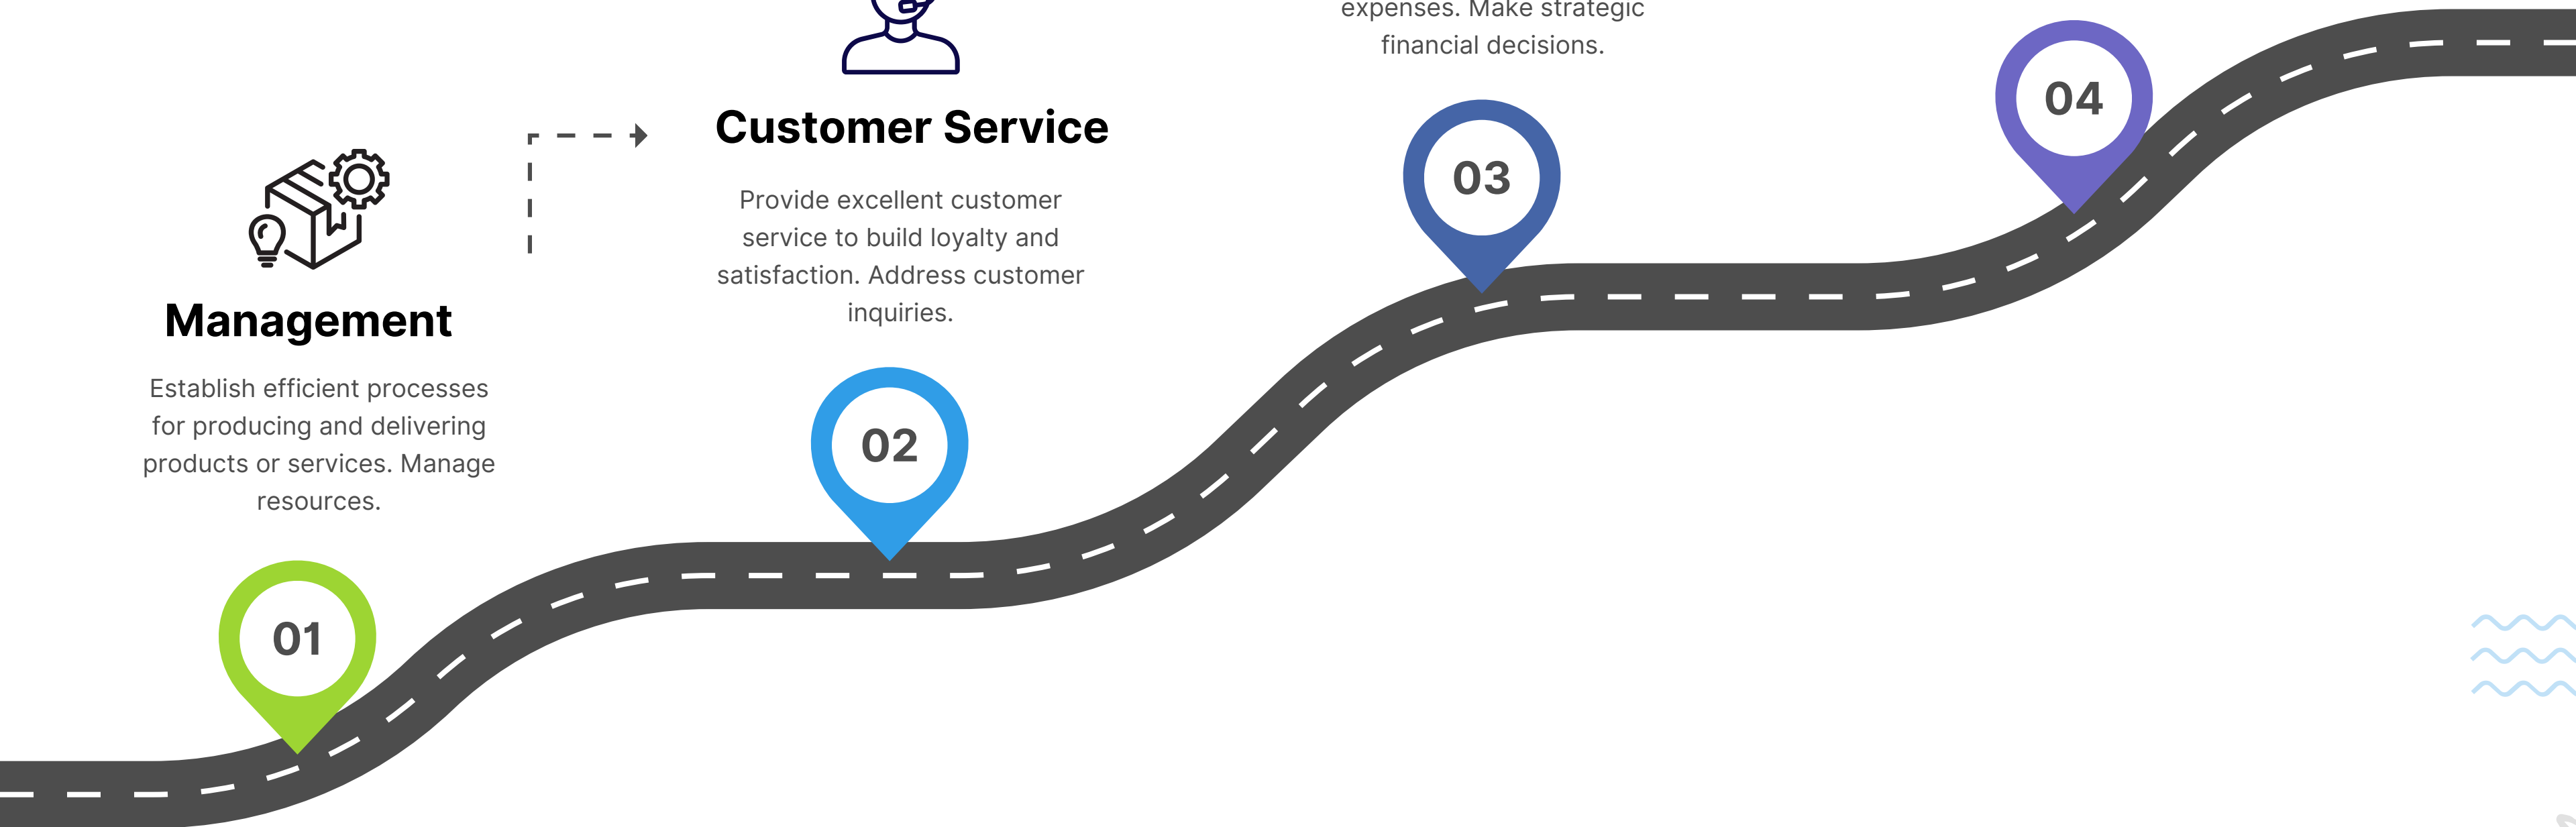 Management
Establish efficient processes
for producing and delivering
products or services. Manage
resources.
01
Customer Service
Provide excellent customer
service to build loyalty and
satisfaction. Address customer
inquiries.
02
expenses. Make strategic
financial decisions.
03
04